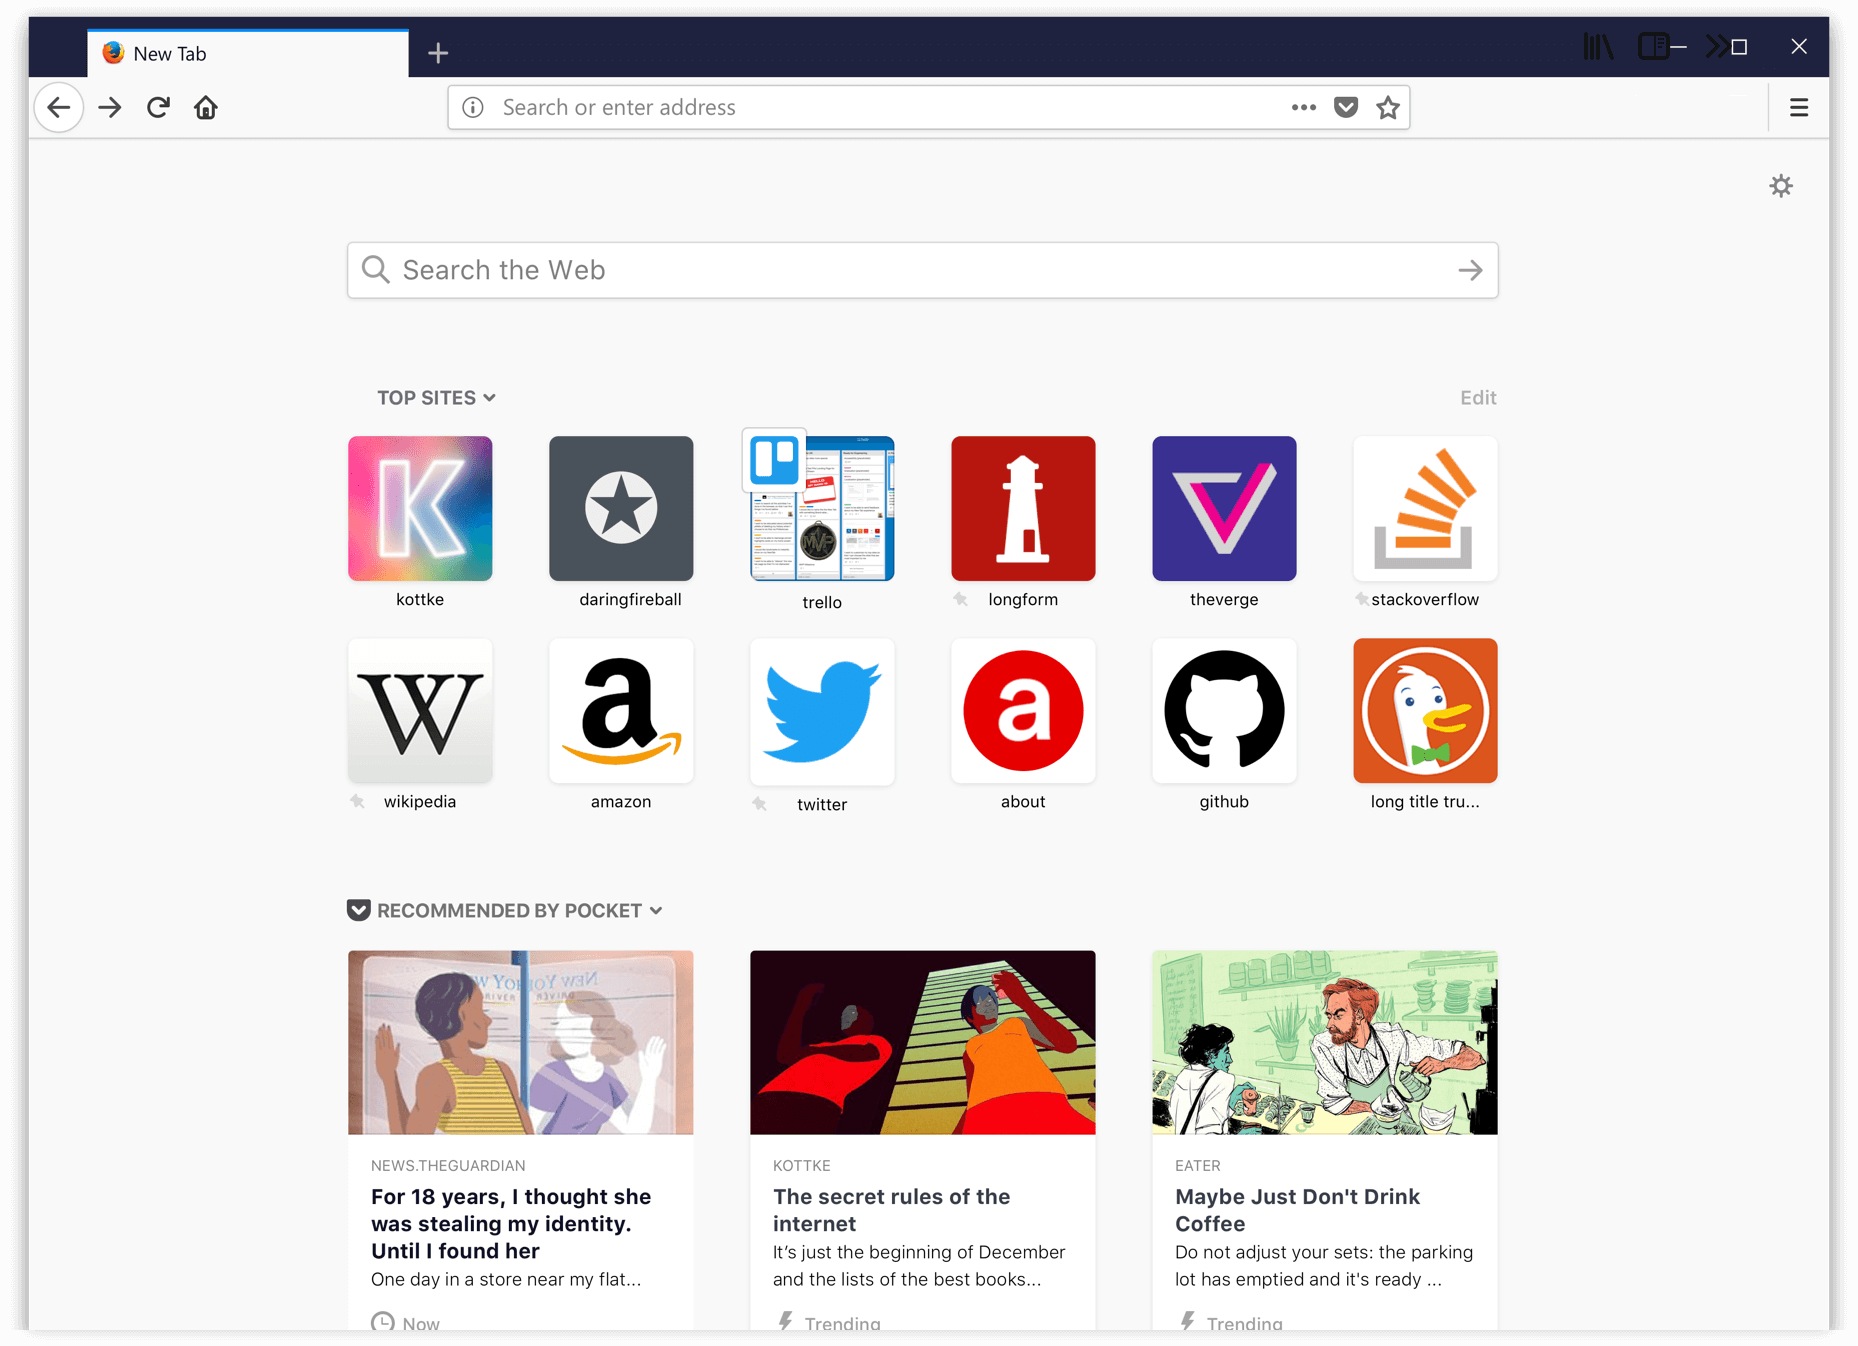 New Tab
Search or enter address
Search the Web
TOP SITES
Edit
kottke
daringfireball
trello
longform
theverge
stackoverflow
wikipedia
amazon
twitter
about
github
long title tru...
RECOMMENDED BY POCKET
NEWS.THEGUARDIAN
For 18 years, I thought she
was stealing my identity.
Until I found her
One day in a store near my flat...
Now
KOTTKE
The secret rules of the
internet
It’s just the beginning of December
and the lists of the best books...
Trending
EATER
Maybe Just Don't Drink
Coffee
Do not adjust your sets: the parking
lot has emptied and it's ready ...
Trending